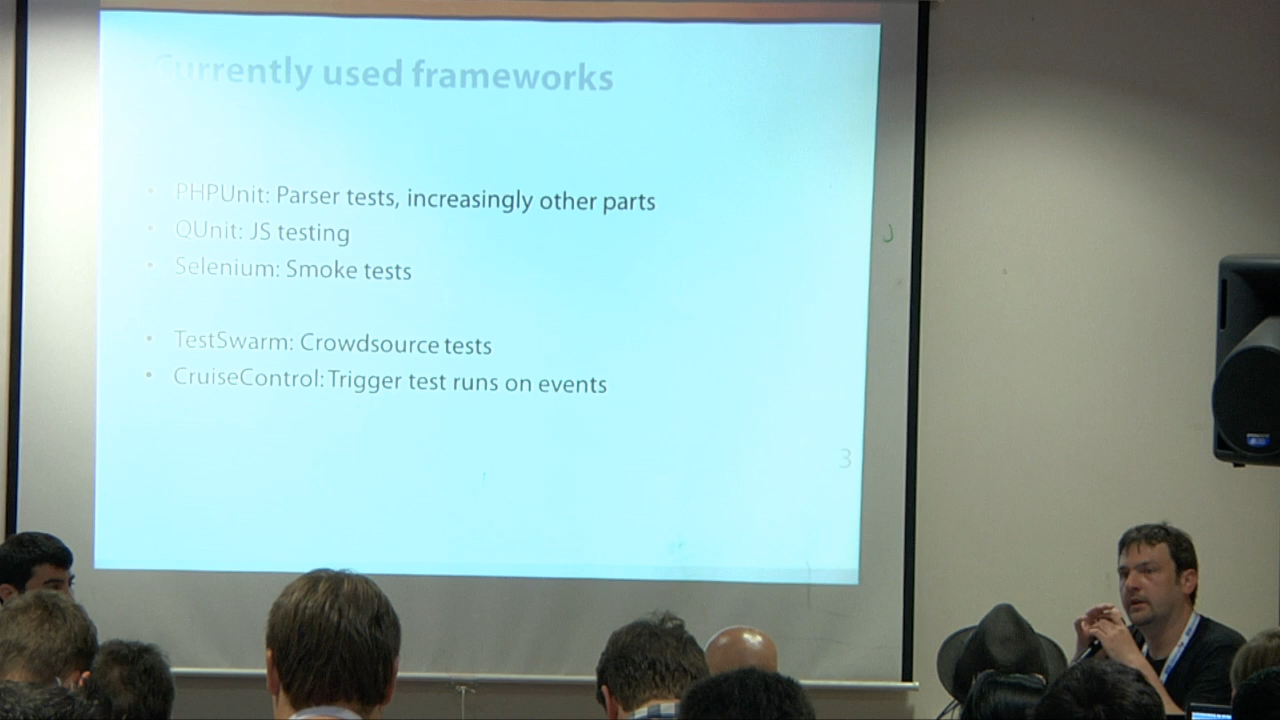 Currently used frameworks
• PHPUnit: Parser tests, increasingly other parts
• QUnit: JS testing
• Selenium: Smoke tests
• TestSwarm: Crowdsource tests
• CruiseControl: Trigger test runs on events
3